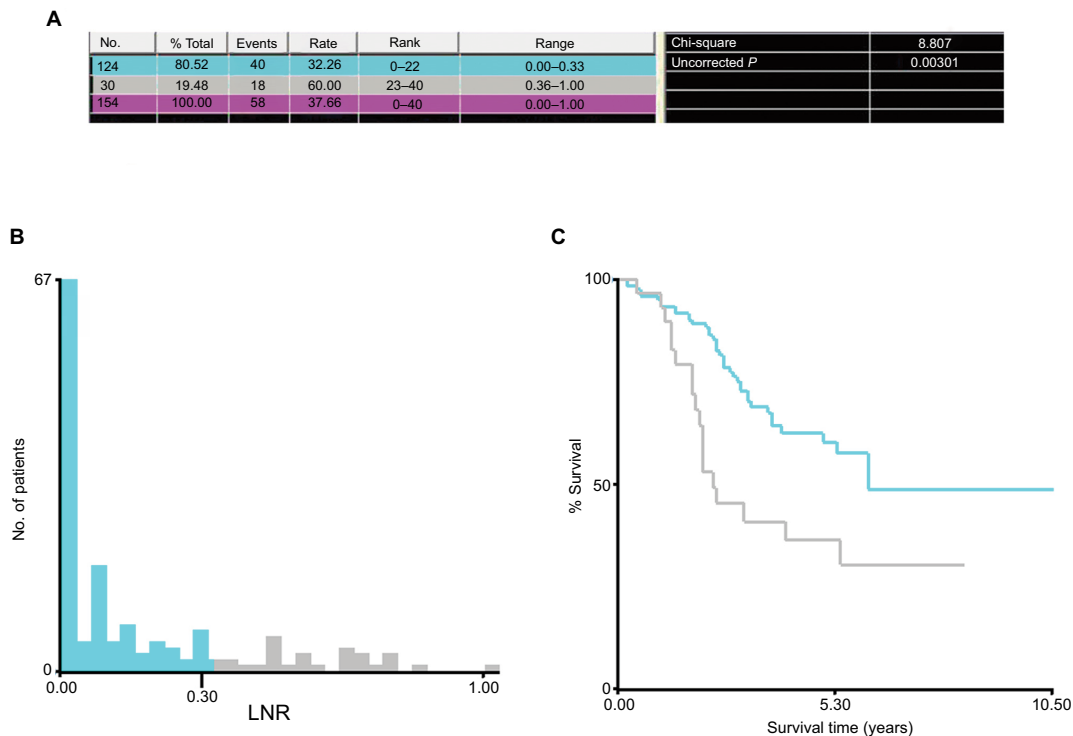 A
No. % Total Events Rate Rank Range
124 80.52 40 32.26 0–22 0.00–0.33
30 19.48 18 60.00 23–40 0.36–1.00
154 100.00 58 37.66 0–40 0.00–1.00
Chi-square 8.807
Uncorrected P 0.00301
B
67
No. of patients
0
0.00 0.30 1.00
LNR
C
100
% Survival
50
0
0.00 5.30 10.50
Survival time (years)